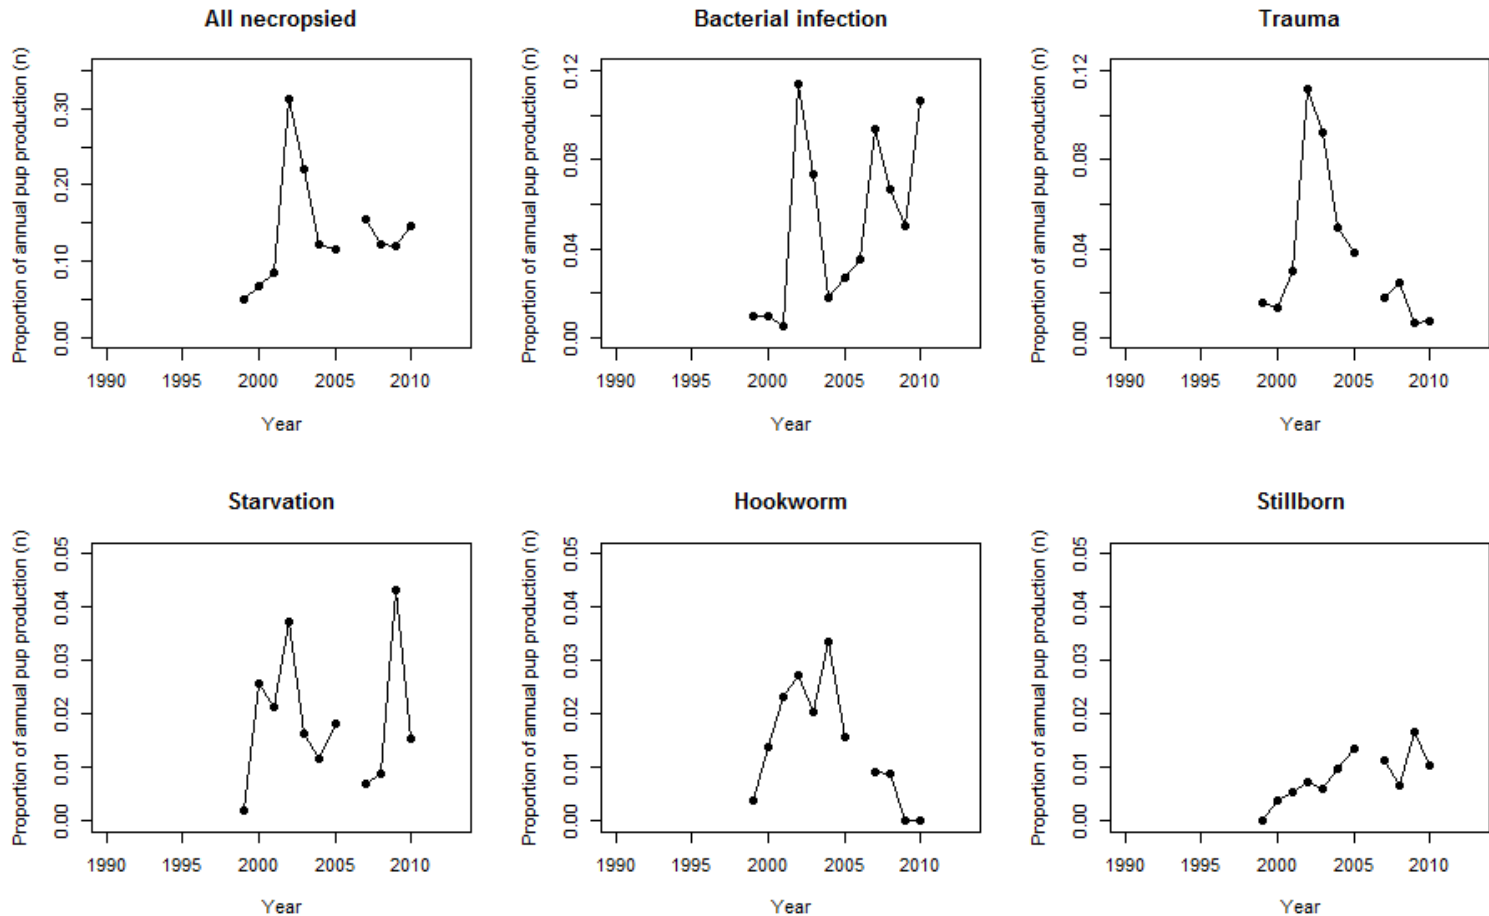 All necropsied
Proportion of annual pup production (n)
0.00 0.10 0.20 0.30
1990 1995 2000 2005 2010
Year
Bacterial infection
Proportion of annual pup production (n)
0.00 0.04 0.08 0.12
1990 1995 2000 2005 2010
Year
Trauma
Proportion of annual pup production (n)
0.00 0.04 0.08 0.12
1990 1995 2000 2005 2010
Year
Starvation
Proportion of annual pup production (n)
0.00 0.01 0.02 0.03 0.04 0.05
1990 1995 2000 2005 2010
Year
Hookworm
Proportion of annual pup production (n)
0.00 0.01 0.02 0.03 0.04 0.05
1990 1995 2000 2005 2010
Year
Stillborn
Proportion of annual pup production (n)
0.00 0.01 0.02 0.03 0.04 0.05
1990 1995 2000 2005 2010
Year